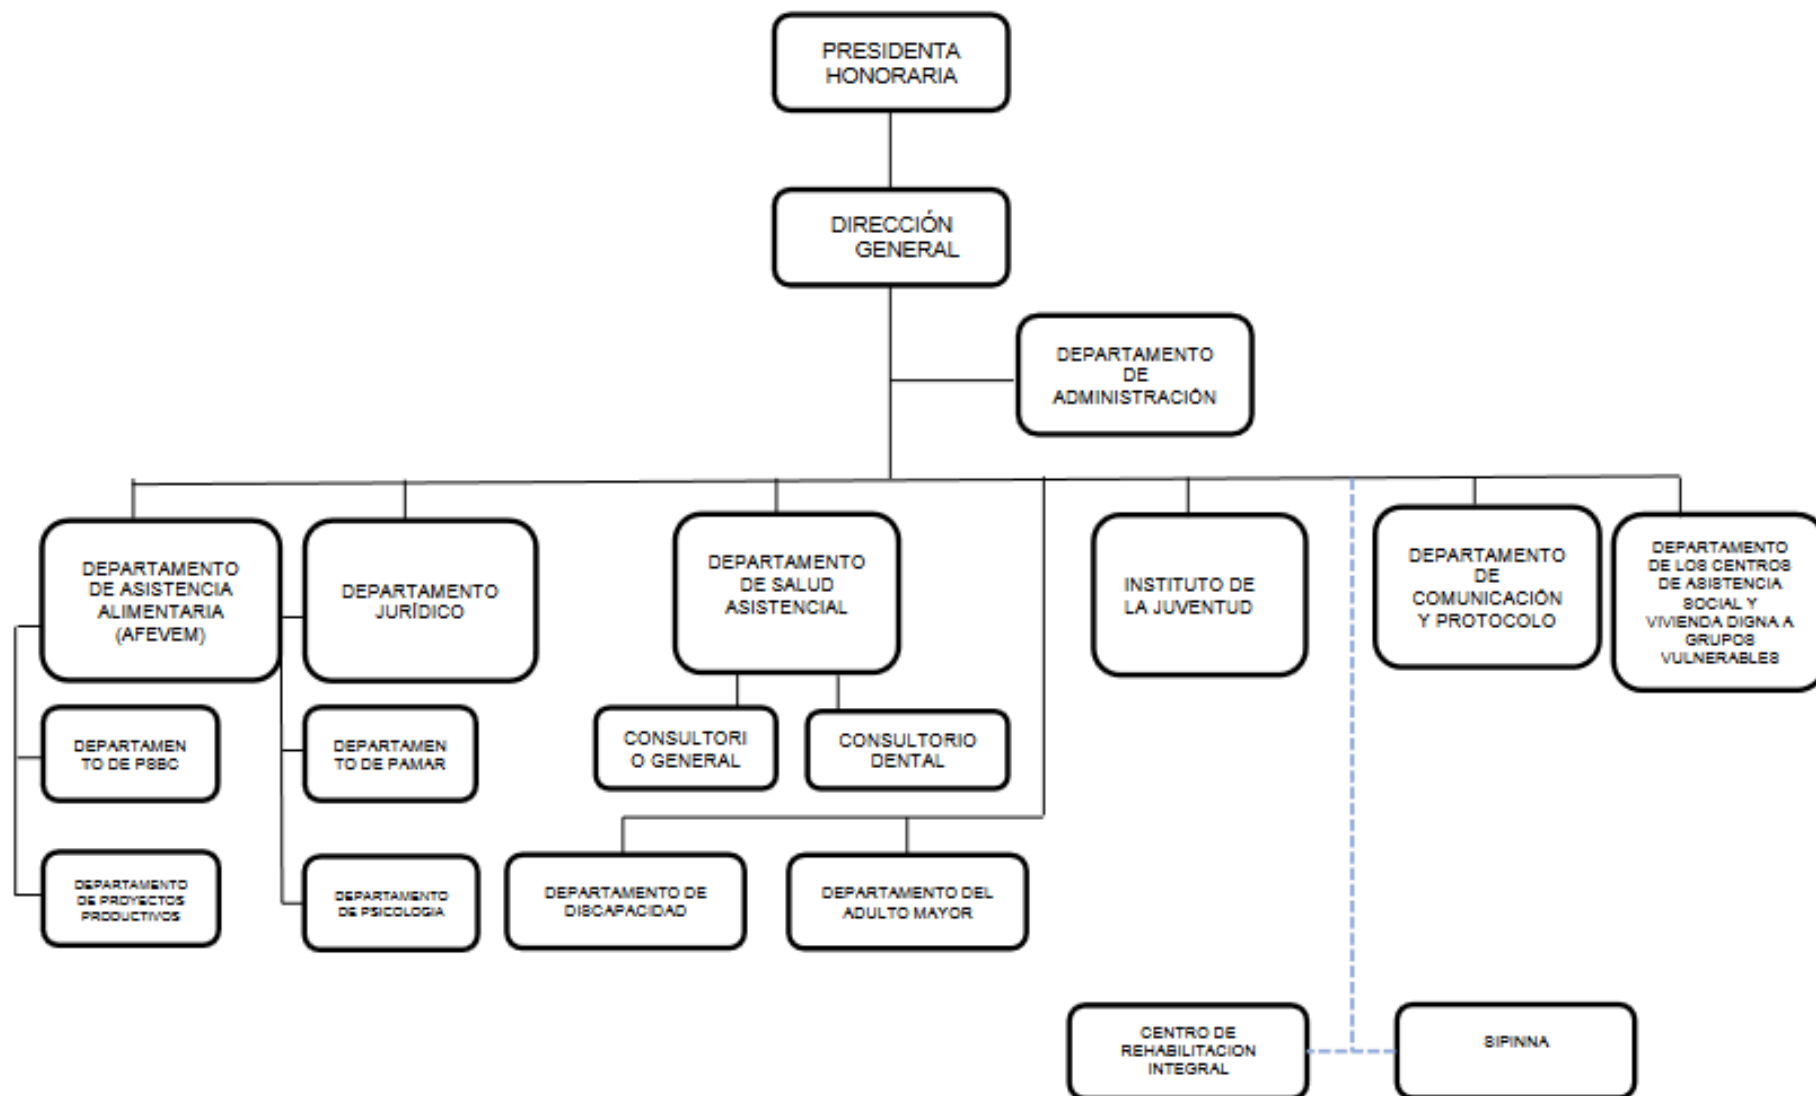 PRESIDENTA
HONORARIA
DIRECCIÓN
GENERAL
DEPARTAMENTO
DE
ADMINISTRACIÓN
DEPARTAMENTO
DE ASISTENCIA
ALIMENTARIA
(AFEVEM)
DEPARTAMENTO
JURÍDICO
DEPARTAMENTO
DE SALUD
ASISTENCIAL
INSTITUTO DE
LA JUVENTUD
DEPARTAMENTO
DE
COMUNICACIÓN
Y PROTOCOLO
DEPARTAMENTO
DE LOS CENTROS
DE ASISTENCIA
SOCIAL Y
VIVIENDA DIGNA A
GRUPOS
VULNERABLES
DEPARTAMEN
TO DE PSBC
DEPARTAMEN
TO DE PAMAR
CONSULTORI
O GENERAL
CONSULTORIO
DENTAL
DEPARTAMENTO
DE PROYECTOS
PRODUCTIVOS
DEPARTAMENTO
DE PSICOLOGIA
DEPARTAMENTO DE
DISCAPACIDAD
DEPARTAMENTO DEL
ADULTO MAYOR
CENTRO DE
REHABILITACION
INTEGRAL
SIPINNA